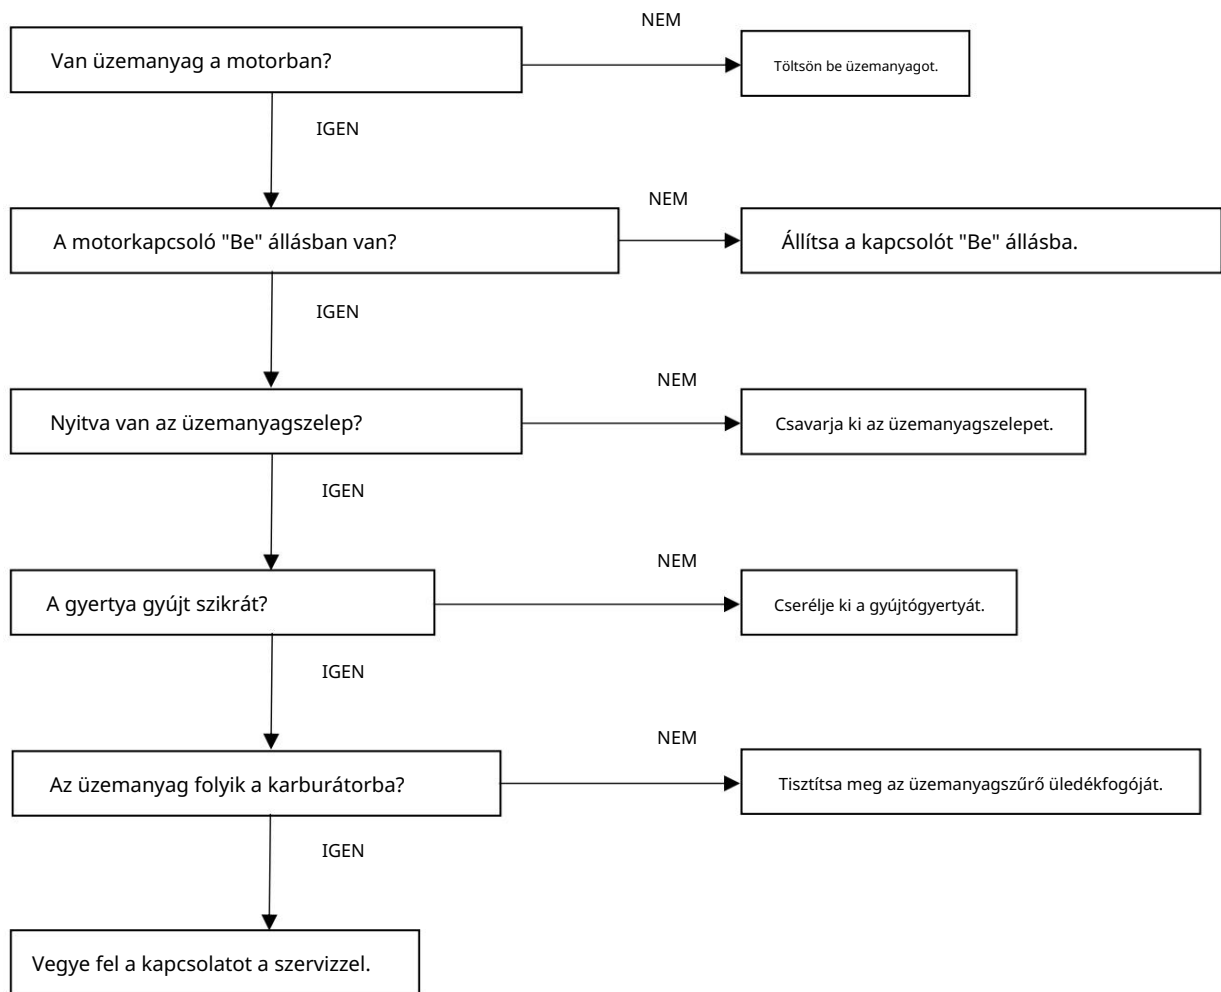 NEM
Van üzemanyag a motorban?
Töltsön be üzemanyagot.
IGEN
NEM
A motorkapcsoló "Be" állásban van?
Állítsa a kapcsolót "Be" állásba.
IGEN
NEM
Nyitva van az üzemanyagszelep?
Csavarja ki az üzemanyagszelepet.
IGEN
NEM
A gyertya gyújt szikrát?
Cserélje ki a gyújtógyertyát.
IGEN
NEM
Az üzemanyag folyik a karburátorba?
Tisztítsa meg az üzemanyagszűrő üledékfogóját.
IGEN
Vegye fel a kapcsolatot a szervizzel.